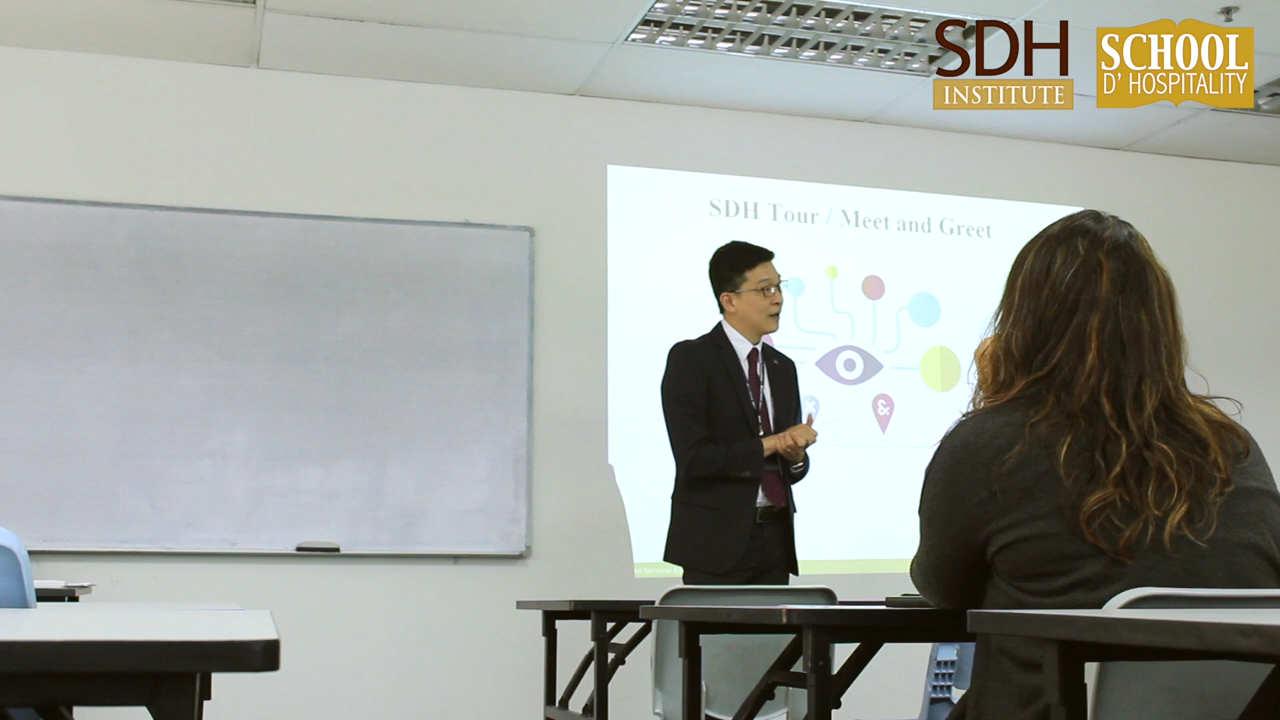 SDH
INSTITUTE
SCHOOL
D' HOSPITALITY
SDH Tour / Meet and Greet
&